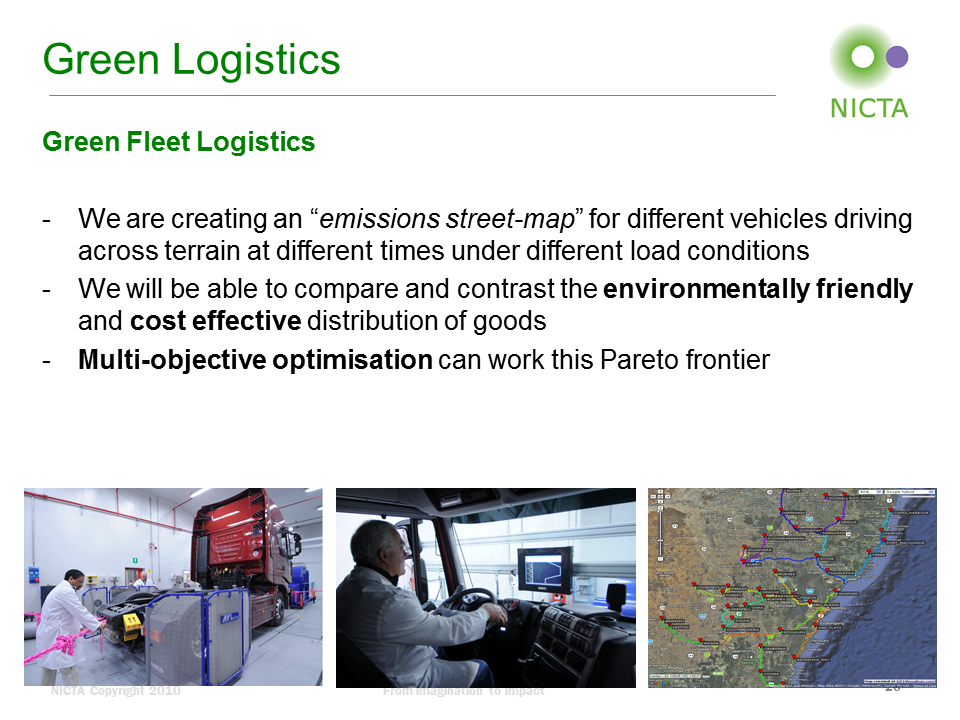 Green Logistics
NICTA
Green Fleet Logistics
- We are creating an “emissions street-map” for different vehicles driving
across terrain at different times under different load conditions
- We will be able to compare and contrast the environmentally friendly
and cost effective distribution of goods
- Multi-objective optimisation can work this Pareto frontier
NICTA Copyright 2010
From imagination to impact